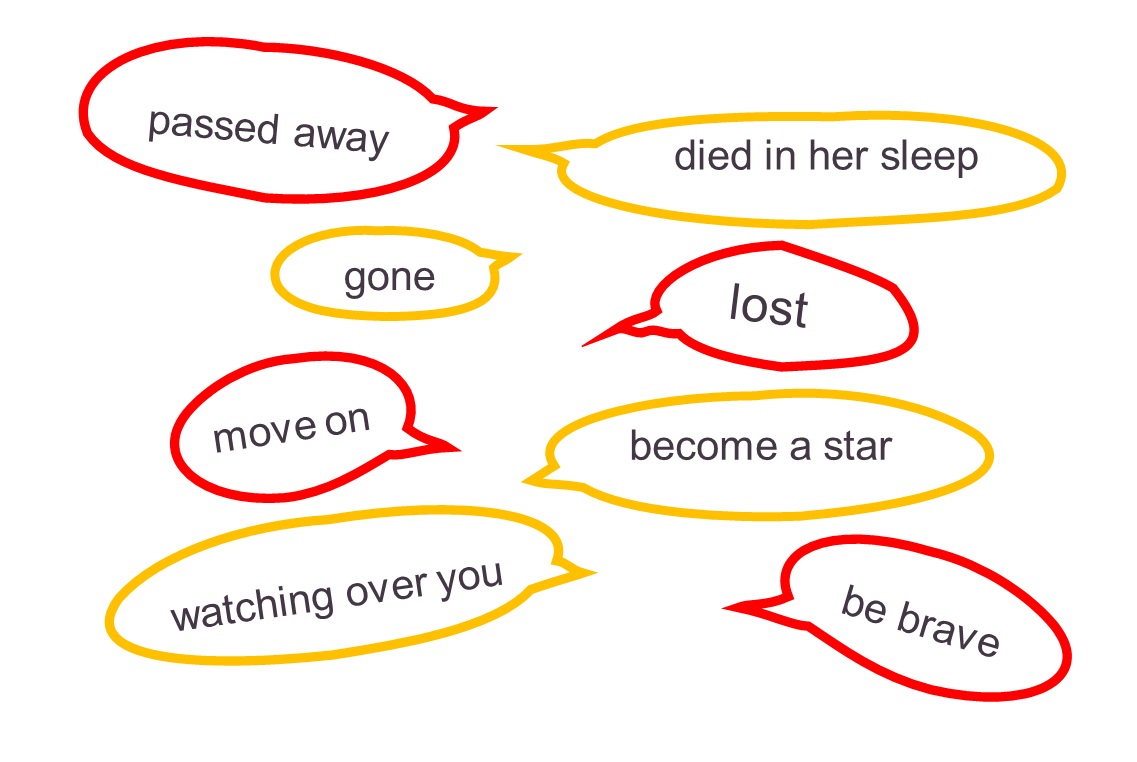 passed away
died in her sleep
gone
lost
move on
become a star
watching over you
be brave